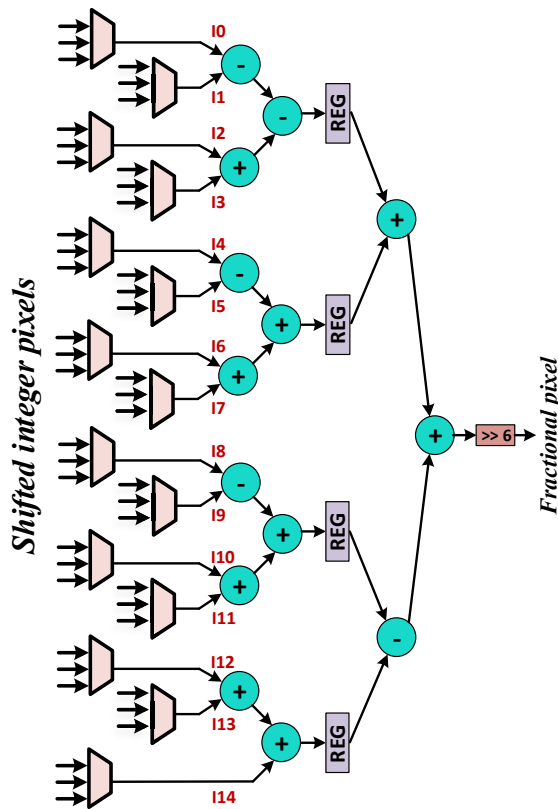 Shifted integer pixels
I0
-
I1
-
REG
I2
+
I3
+
I4
-
I5
+
REG
I6
+
I7
+
>> 6
Fractional pixel
I8
-
I9
+
REG
I10
+
I11
-
I12
+
I13
+
REG
I14